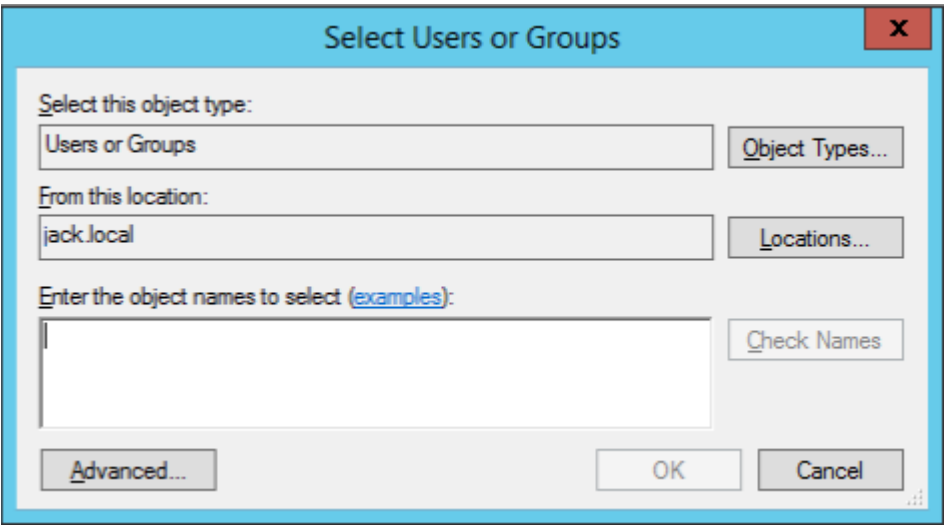 Select Users or Groups
x
Select this object type:
Users or Groups
Object Types...
From this location:
jack.local
Locations...
Enter the object names to select (examples):
Check Names
Advanced...
OK
Cancel